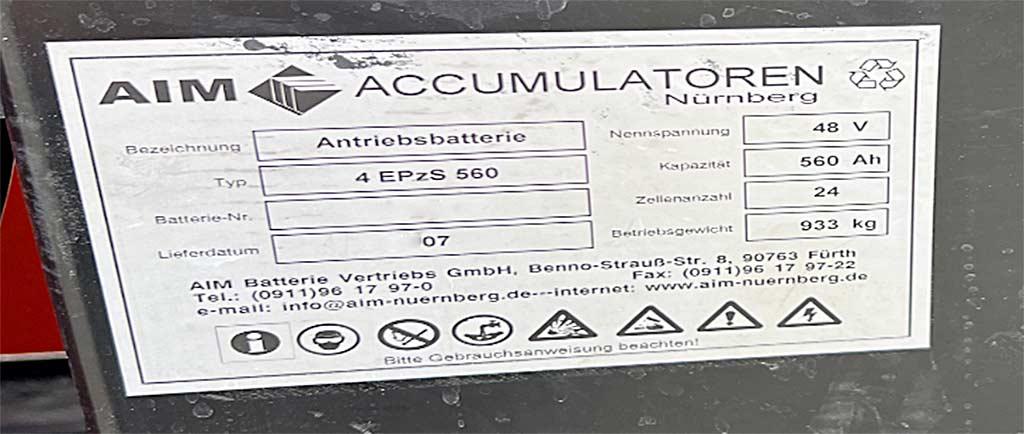 AIM ACCUMULATOREN
Nürnberg
Bezeichnung Antriebsbatterie
Typ 4 EPzS 560
Batterie-Nr.
Lieferdatum 07
Nennspannung 48 V
Kapazität 560 Ah
Zellenanzahl 24
Betriebsgewicht 933 kg
AIM Batterie Vertriebs GmbH, Benno-Strauß-Str. 8, 90763 Fürth
Tel.: (0911)96 17 97-0 Fax: (0911)96 17 97-22
e-mail: info@aim-nuernberg.de---internet: www.aim-nuernberg.de
Bitte Gebrauchsanweisung beachten!